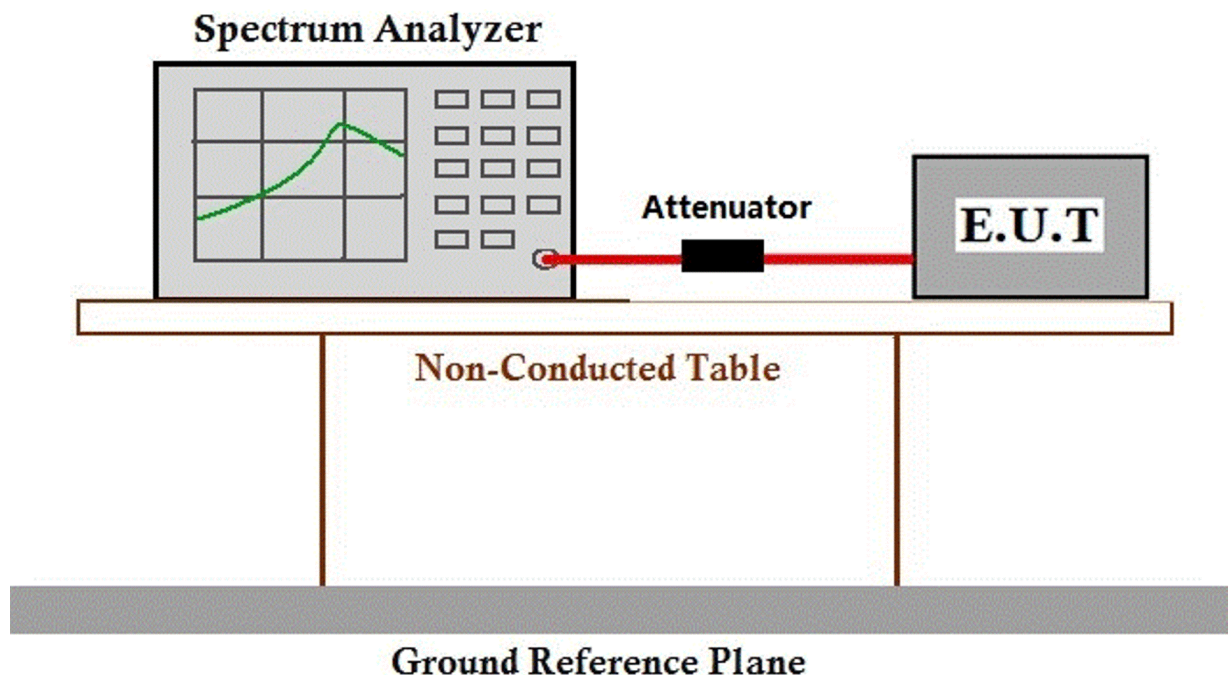 Spectrum Analyzer
Attenuator
E.U.T
Non-Conducted Table
Ground Reference Plane